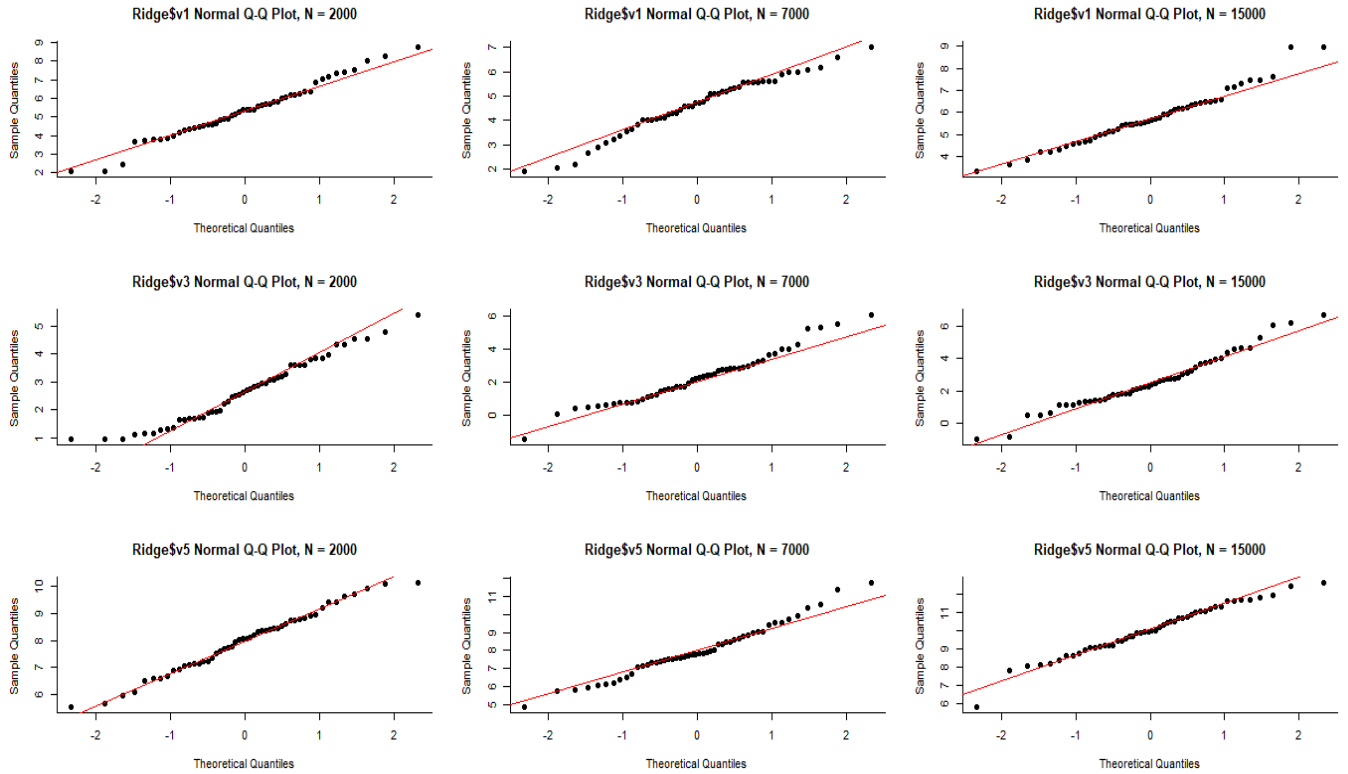 Ridge$v1 Normal Q-Q Plot, N = 2000
Sample Quantiles
9
8
7
6
5
4
3
2
-2 -1 0 1 2
Theoretical Quantiles
Ridge$v1 Normal Q-Q Plot, N = 7000
Sample Quantiles
7
6
5
4
3
2
-2 -1 0 1 2
Theoretical Quantiles
Ridge$v1 Normal Q-Q Plot, N = 15000
Sample Quantiles
9
8
7
6
5
4
-2 -1 0 1 2
Theoretical Quantiles
Ridge$v3 Normal Q-Q Plot, N = 2000
Sample Quantiles
5
4
3
2
1
-2 -1 0 1 2
Theoretical Quantiles
Ridge$v3 Normal Q-Q Plot, N = 7000
Sample Quantiles
6
4
2
0
-2 -1 0 1 2
Theoretical Quantiles
Ridge$v3 Normal Q-Q Plot, N = 15000
Sample Quantiles
6
4
2
0
-2 -1 0 1 2
Theoretical Quantiles
Ridge$v5 Normal Q-Q Plot, N = 2000
Sample Quantiles
10
9
8
7
6
-2 -1 0 1 2
Theoretical Quantiles
Ridge$v5 Normal Q-Q Plot, N = 7000
Sample Quantiles
11
9
8
7
6
5
-2 -1 0 1 2
Theoretical Quantiles
Ridge$v5 Normal Q-Q Plot, N = 15000
Sample Quantiles
11
9
8
7
6
-2 -1 0 1 2
Theoretical Quantiles